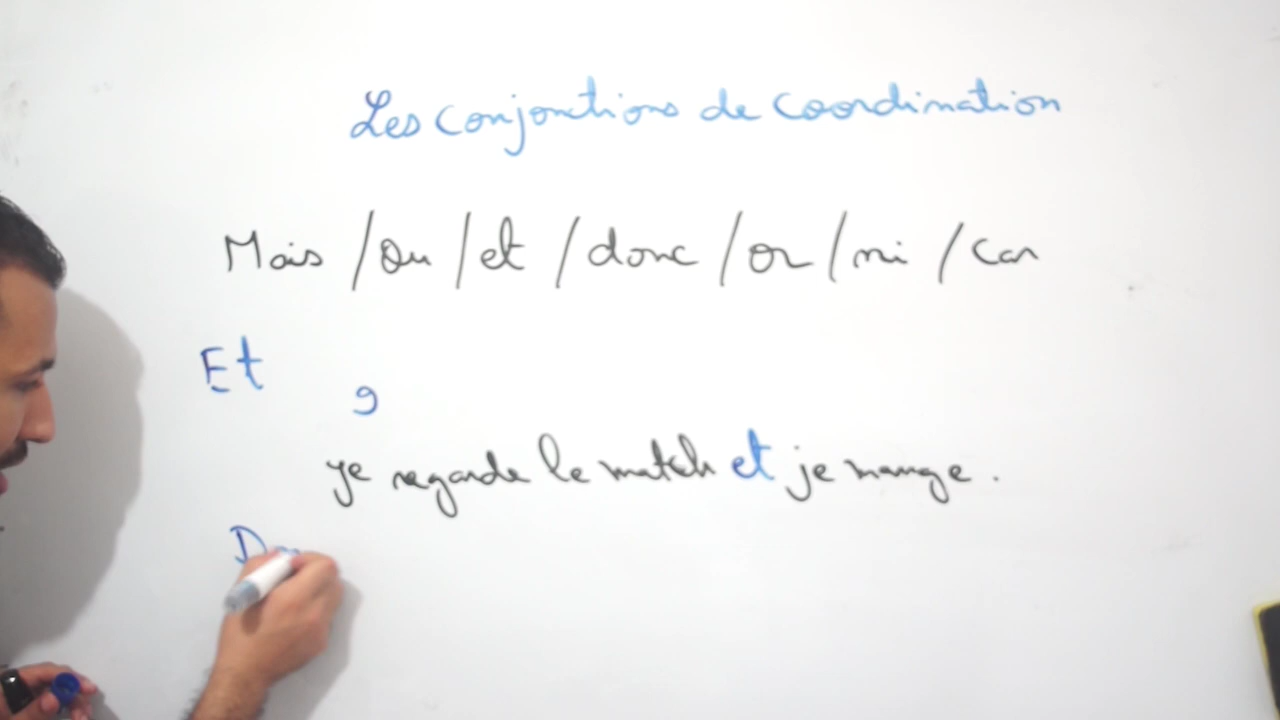 Les conjonctions de coordination
Mais / Ou / et / donc / or / ni / car
Et
,
je regarde le match et je mange.
Do